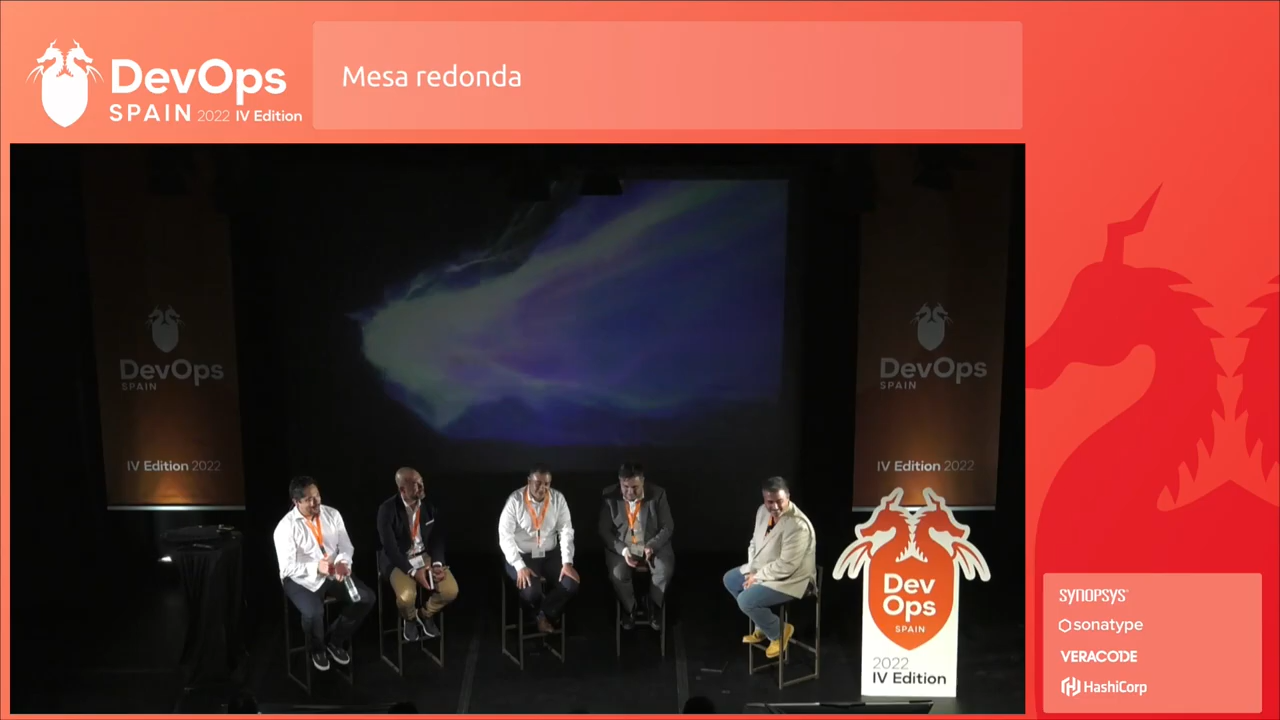 DevOps
SPAIN 2022 IV Edition
Mesa redonda
DevOps
SPAIN
IV Edition 2022
DevOps
SPAIN
IV Edition 2022
Dev
Ops
SPAIN
2022
IV Edition
SYNOPSYS
sonatype
VERACODE
HashiCorp